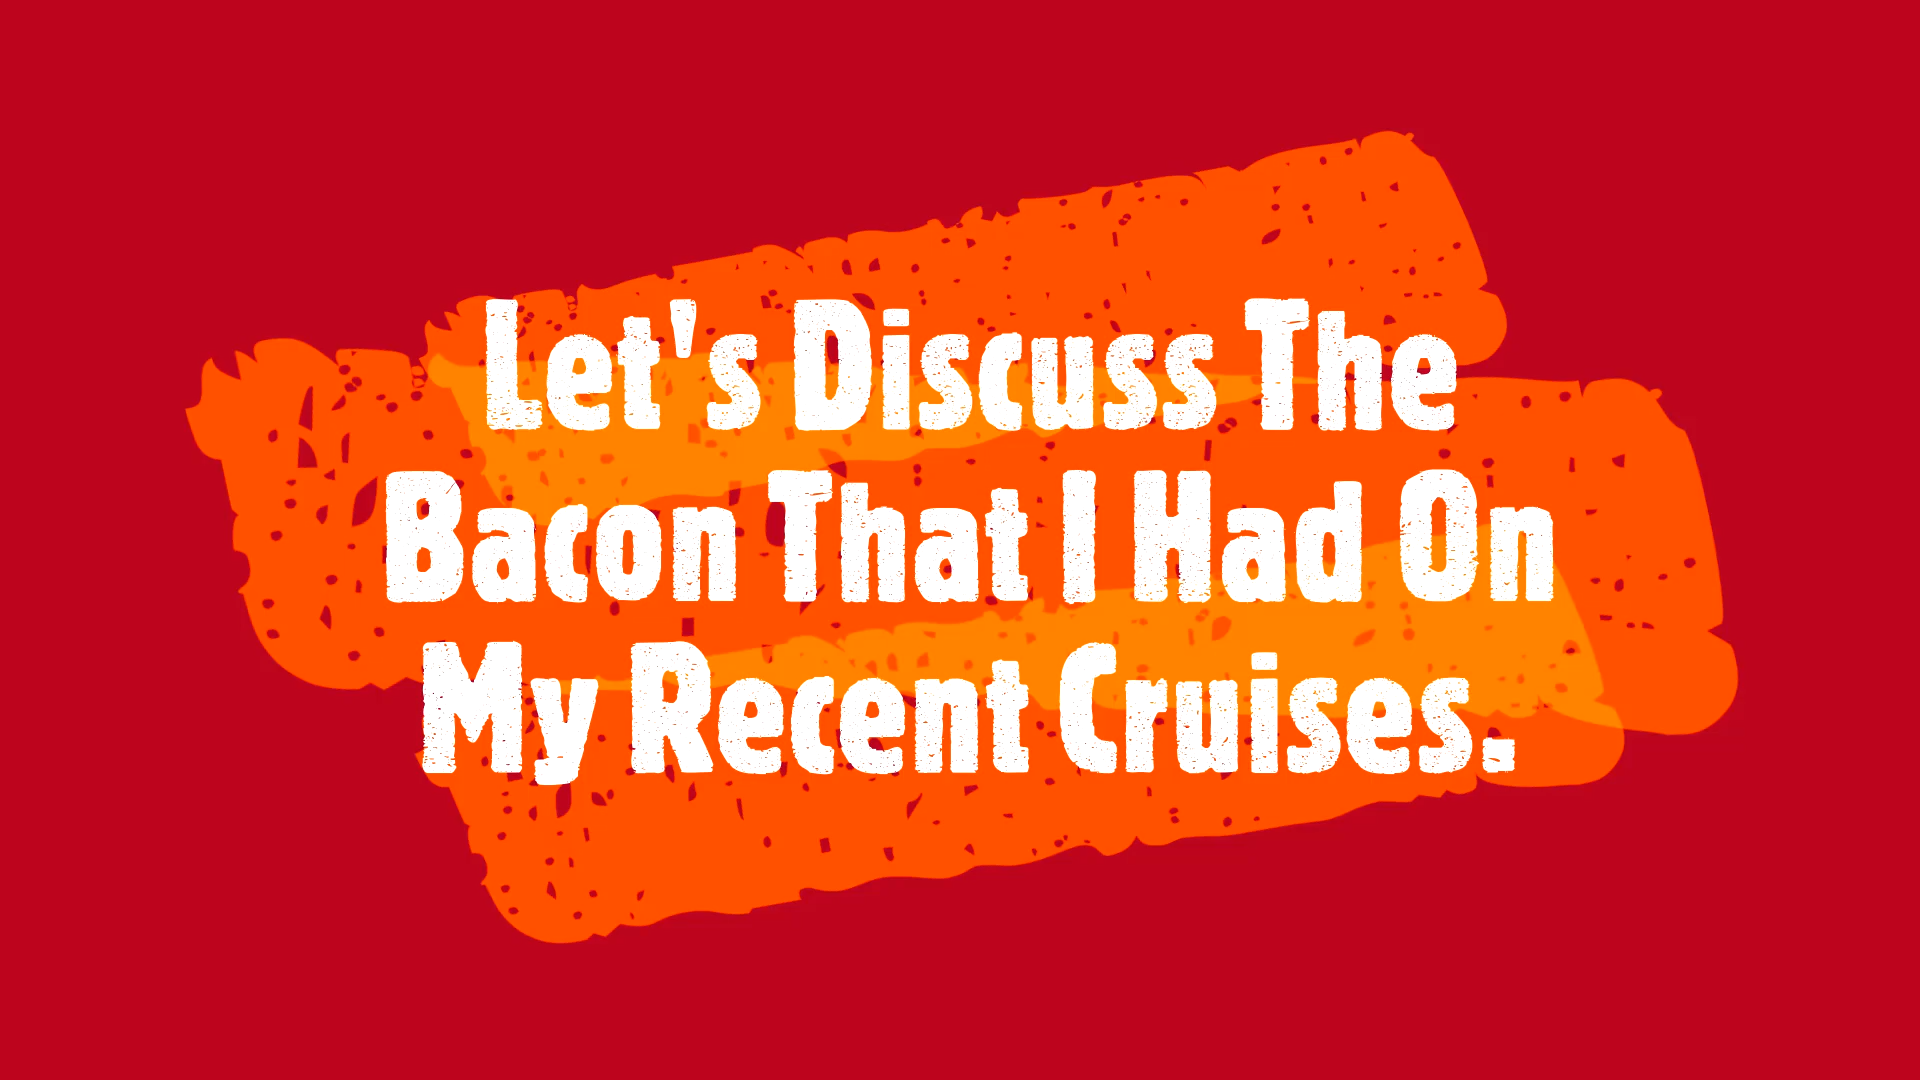 Let's Discuss The
Bacon That I Had On
My Recent Cruises.